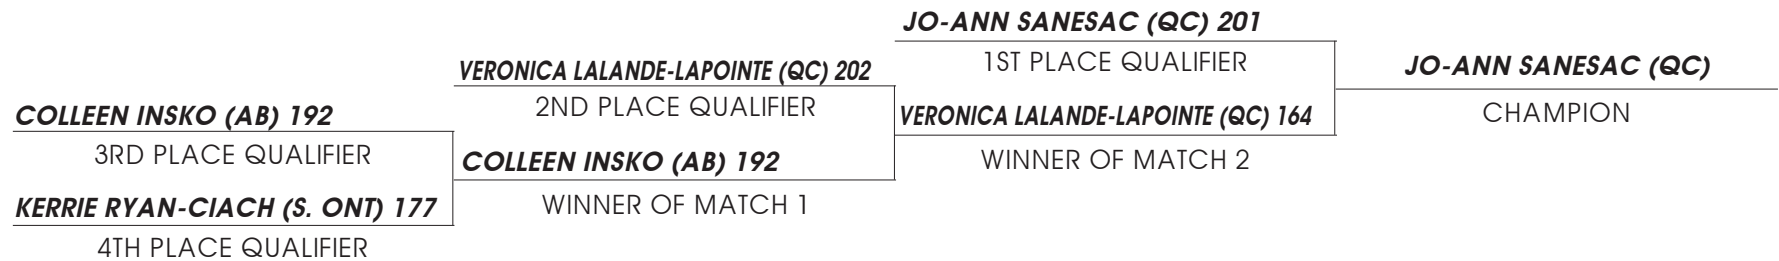 COLLEEN INSKO (AB) 192
3RD PLACE QUALIFIER
KERRIE RYAN-CIACH (S. ONT) 177
4TH PLACE QUALIFIER
VERONICA LALANDE-LAPOINTE (QC) 202
2ND PLACE QUALIFIER
COLLEEN INSKO (AB) 192
WINNER OF MATCH 1
JO-ANN SANESAC (QC) 201
1ST PLACE QUALIFIER
VERONICA LALANDE-LAPOINTE (QC) 164
WINNER OF MATCH 2
JO-ANN SANESAC (QC)
CHAMPION